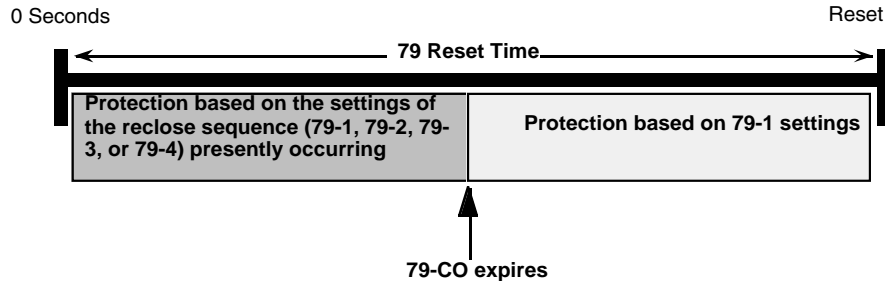 0 Seconds
Reset
79 Reset Time
Protection based on the settings of
the reclose sequence (79-1, 79-2, 79-
3, or 79-4) presently occurring
Protection based on 79-1 settings
79-CO expires